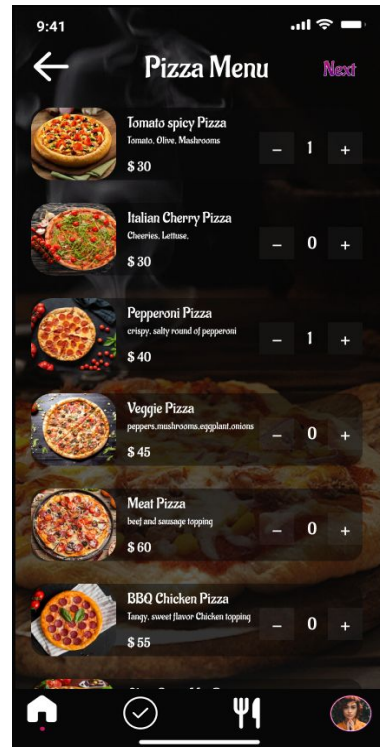 9:41
Pizza Menu
Next
Tomato spicy Pizza
Tomato, Olive, Mashrooms
$ 30
- 1 +
Italian Cherry Pizza
Cheeries, Lettuse,
$ 30
- 0 +
Pepperoni Pizza
crispy, salty round of pepperoni
$ 40
- 1 +
Veggie Pizza
peppers,mushrooms,eggplant,onions
$ 45
- 0 +
Meat Pizza
beef and sausage topping
$ 60
- 0 +
BBQ Chicken Pizza
Tangy, sweet flavor Chicken topping
$ 55
- 0 +